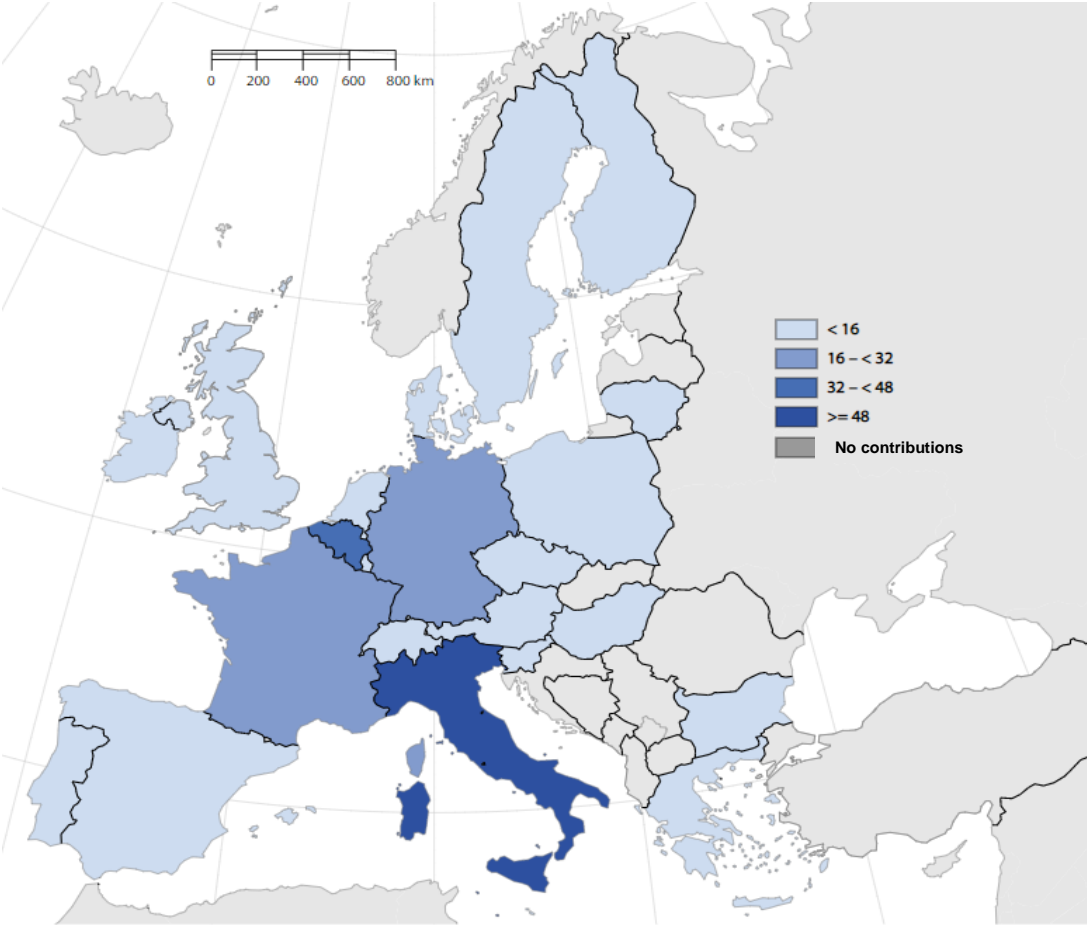 0 200 400 600 800 km
< 16
16 – < 32
32 – < 48
>= 48
No contributions